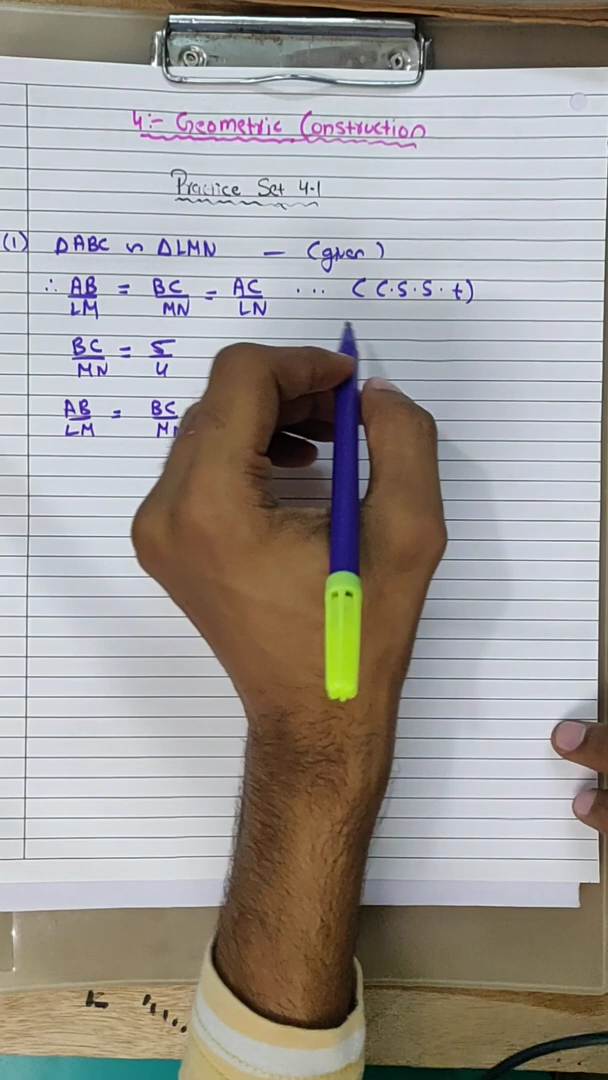 4:- Geometric Construction
Practice Set 4.1
(1) ΔABC ~ ΔLMN — (given)
∴ AB/LM = BC/MN = AC/LN ... (C.S.S.t)
BC/MN = 5/4
AB/LM = BC/